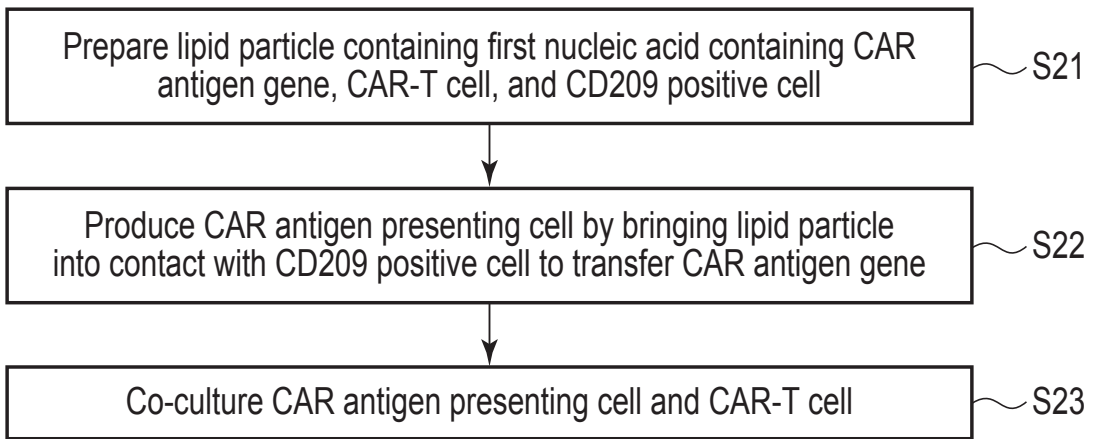 Prepare lipid particle containing first nucleic acid containing CAR
antigen gene, CAR-T cell, and CD209 positive cell
S21
Produce CAR antigen presenting cell by bringing lipid particle
into contact with CD209 positive cell to transfer CAR antigen gene
S22
Co-culture CAR antigen presenting cell and CAR-T cell
S23